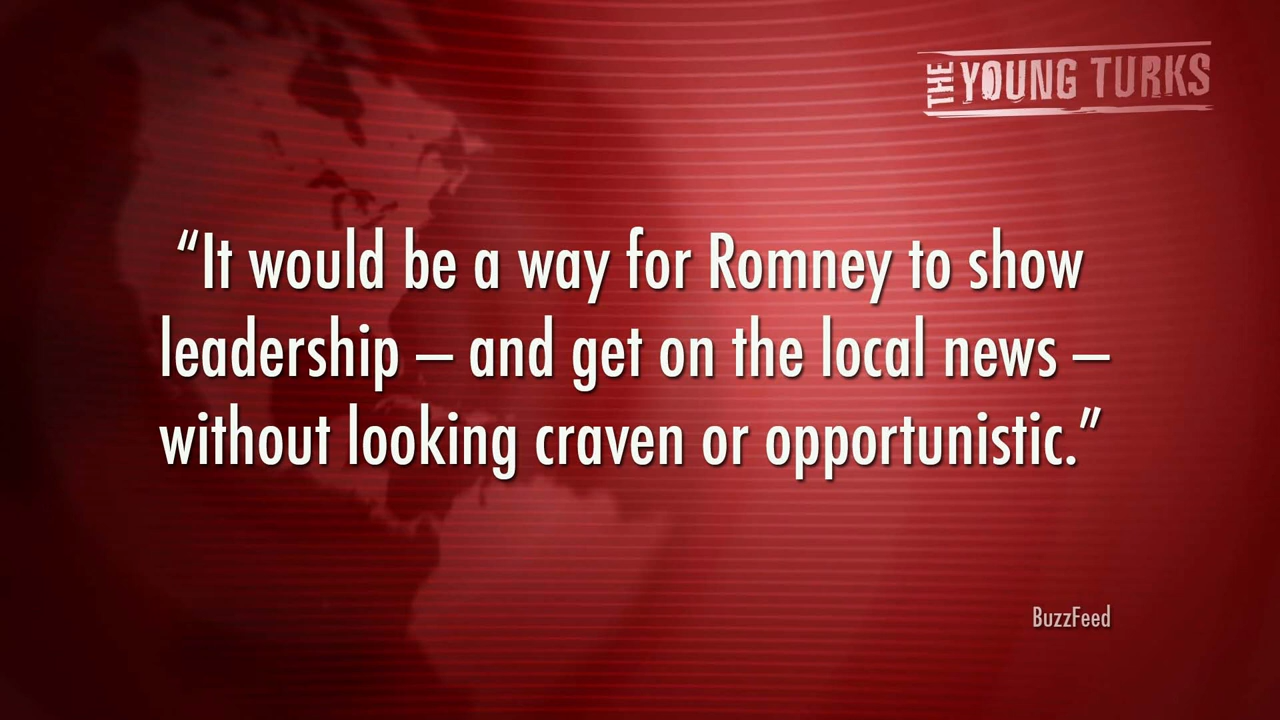 THE YOUNG TURKS
“It would be a way for Romney to show
leadership – and get on the local news –
without looking craven or opportunistic.”
BuzzFeed